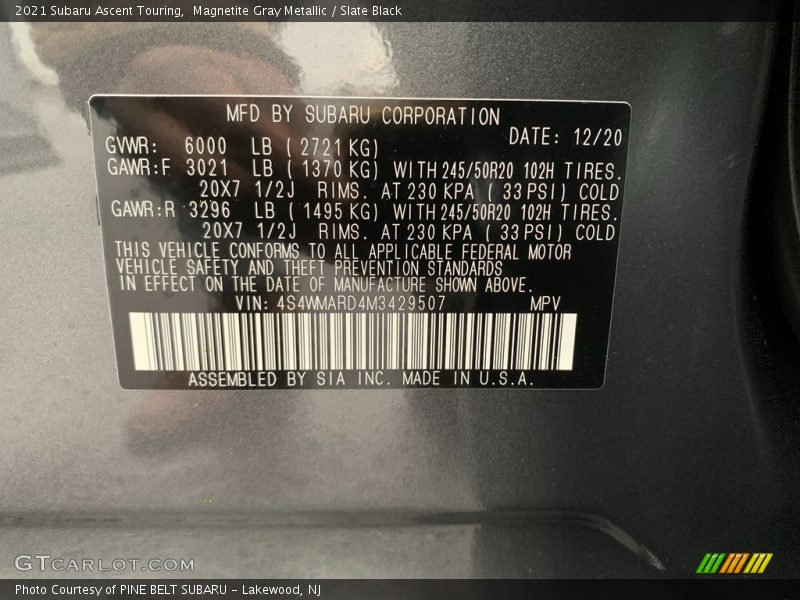 2021 Subaru Ascent Touring,  Magnetite Gray Metallic / Slate Black
MFD BY SUBARU CORPORATION
DATE: 12/20
GVWR: 6000 LB ( 2721 KG)
GAWR:F 3021 LB ( 1370 KG) WITH 245/50R20 102H TIRES.
20X7 1/2J RIMS. AT 230 KPA ( 33 PSI) COLD
GAWR:R 3296 LB ( 1495 KG) WITH 245/50R20 102H TIRES.
20X7 1/2J RIMS. AT 230 KPA ( 33 PSI) COLD
THIS VEHICLE CONFORMS TO ALL APPLICABLE FEDERAL MOTOR
VEHICLE SAFETY AND THEFT PREVENTION STANDARDS
IN EFFECT ON THE DATE OF MANUFACTURE SHOWN ABOVE.
VIN: 4S4WMARD4M3429507 MPV
ASSEMBLED BY SIA INC. MADE IN U.S.A.
GTCARLOT.COM
Photo Courtesy of PINE BELT SUBARU - Lakewood, NJ